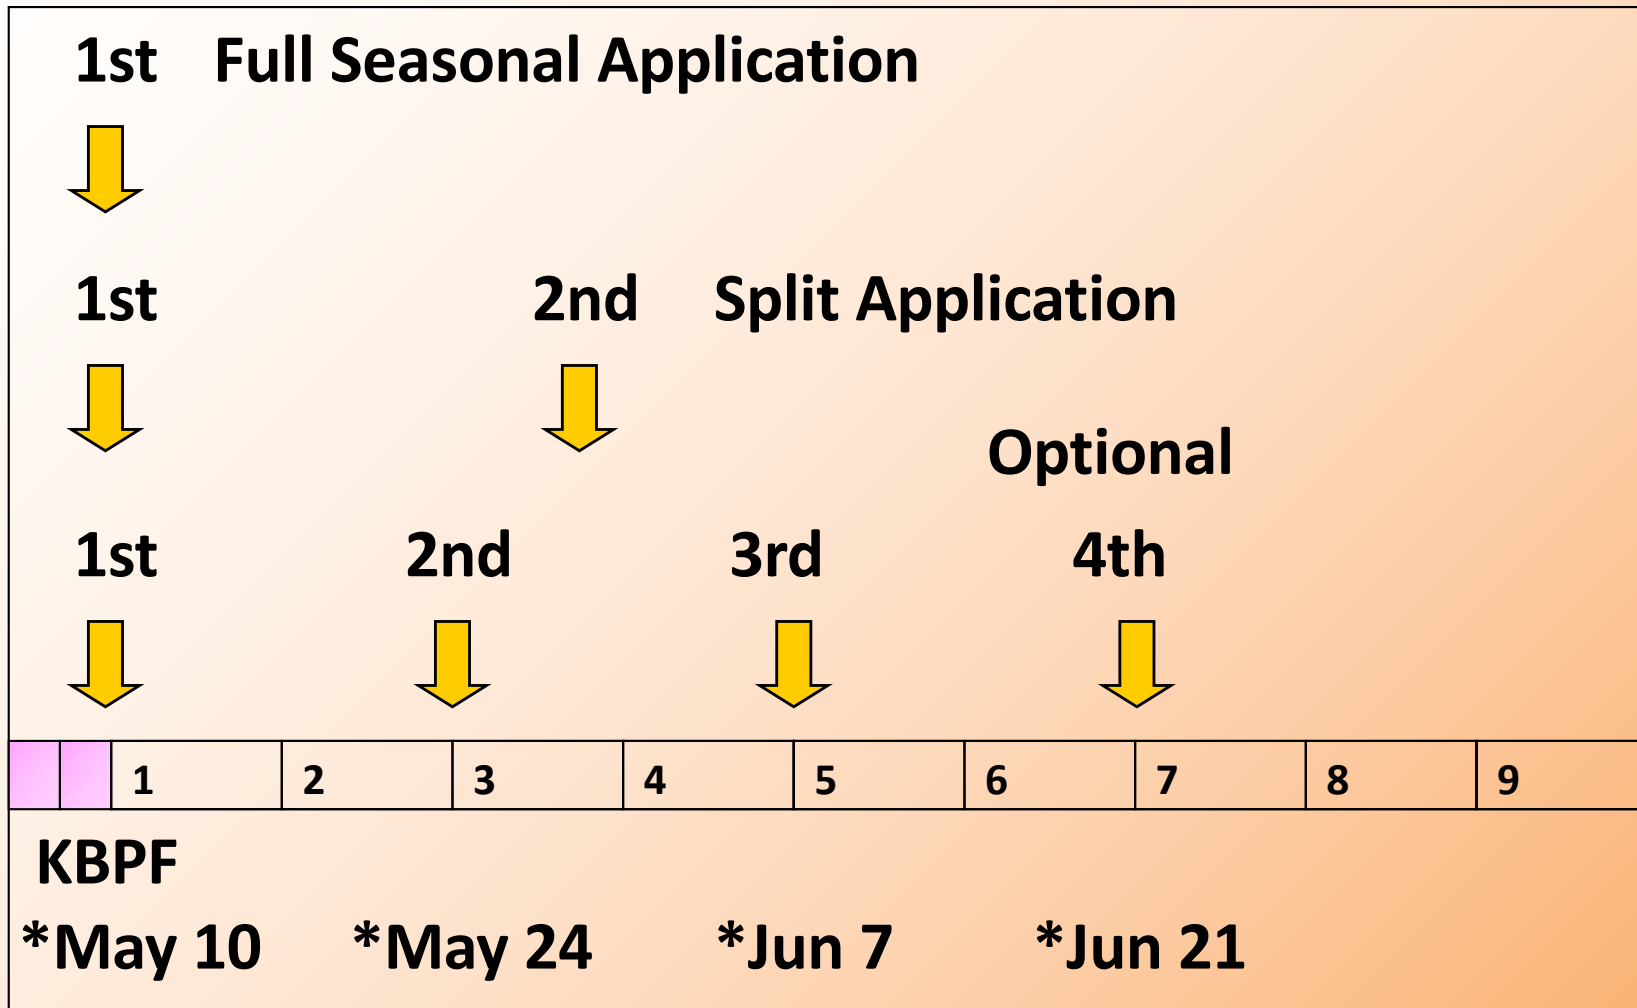 1st Full Seasonal Application
1st 2nd Split Application
Optional
1st 2nd 3rd 4th
1 2 3 4 5 6 7 8 9
KBPF
*May 10 *May 24 *Jun 7 *Jun 21